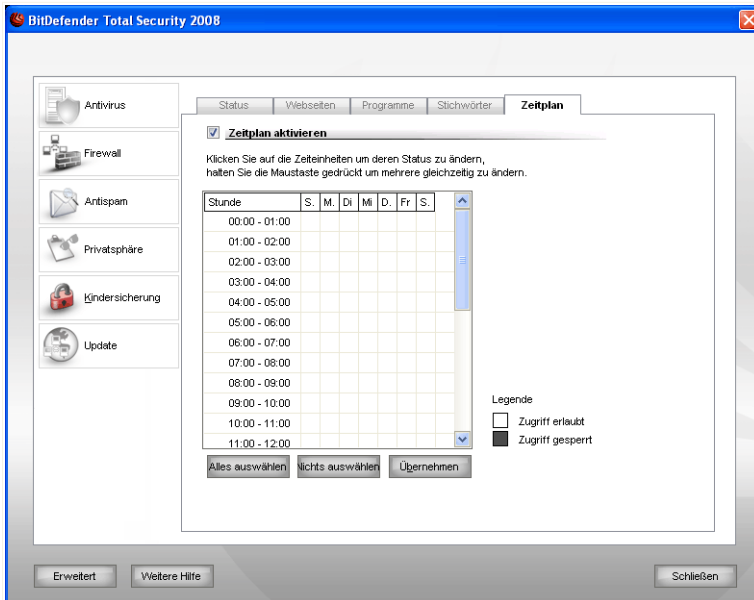 BitDefender Total Security 2008
Antivirus
Firewall
Antispam
Privatsphäre
Kindersicherung
Update
Status Webseiten Programme Stichwörter Zeitplan
Zeitplan aktivieren
Klicken Sie auf die Zeiteinheiten um deren Status zu ändern,
halten Sie die Maustaste gedrückt um mehrere gleichzeitig zu ändern.
Stunde S. M. Di Mi D. Fr S.
00:00 - 01:00
01:00 - 02:00
02:00 - 03:00
03:00 - 04:00
04:00 - 05:00
05:00 - 06:00
06:00 - 07:00
07:00 - 08:00
08:00 - 09:00
09:00 - 10:00
10:00 - 11:00
11:00 - 12:00
Legende
Zugriff erlaubt
Zugriff gesperrt
Alles auswählen Nichts auswählen Übernehmen
Erweitert Weitere Hilfe Schließen